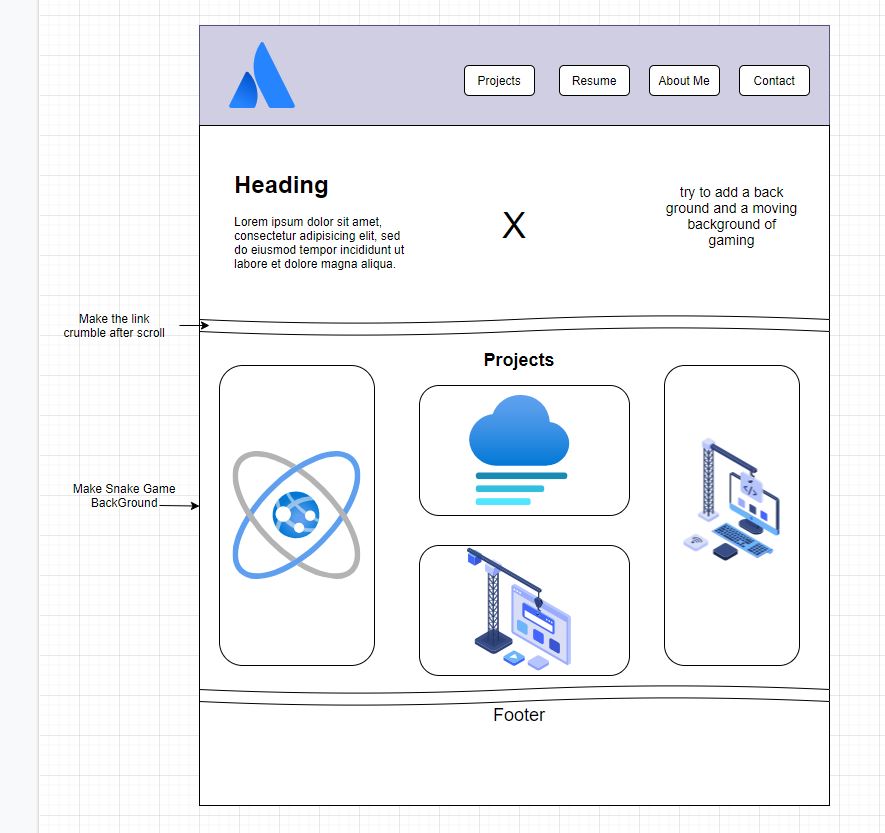 Projects
Resume
About Me
Contact
Heading
Lorem ipsum dolor sit amet,
consectetur adipisicing elit, sed
do eiusmod tempor incididunt ut
labore et dolore magna aliqua.
X
try to add a back
ground and a moving
background of
gaming
Make the link
crumble after scroll
Projects
Make Snake Game
BackGround
</>
Footer